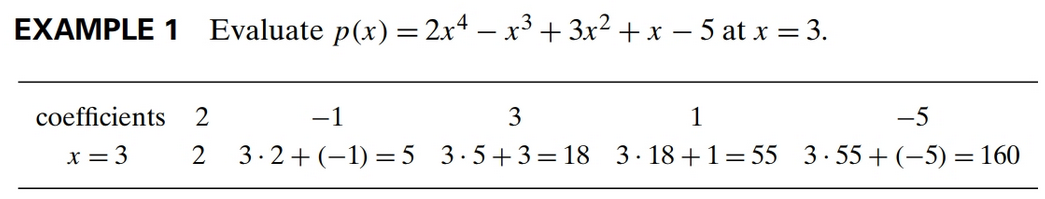 EXAMPLE 1 Evaluate p(x) = 2x⁴ − x³ + 3x² + x − 5 at x = 3.
coefficients 2 −1 3 1 −5
x = 3 2 3 · 2 + (−1) = 5 3 · 5 + 3 = 18 3 · 18 + 1 = 55 3 · 55 + (−5) = 160